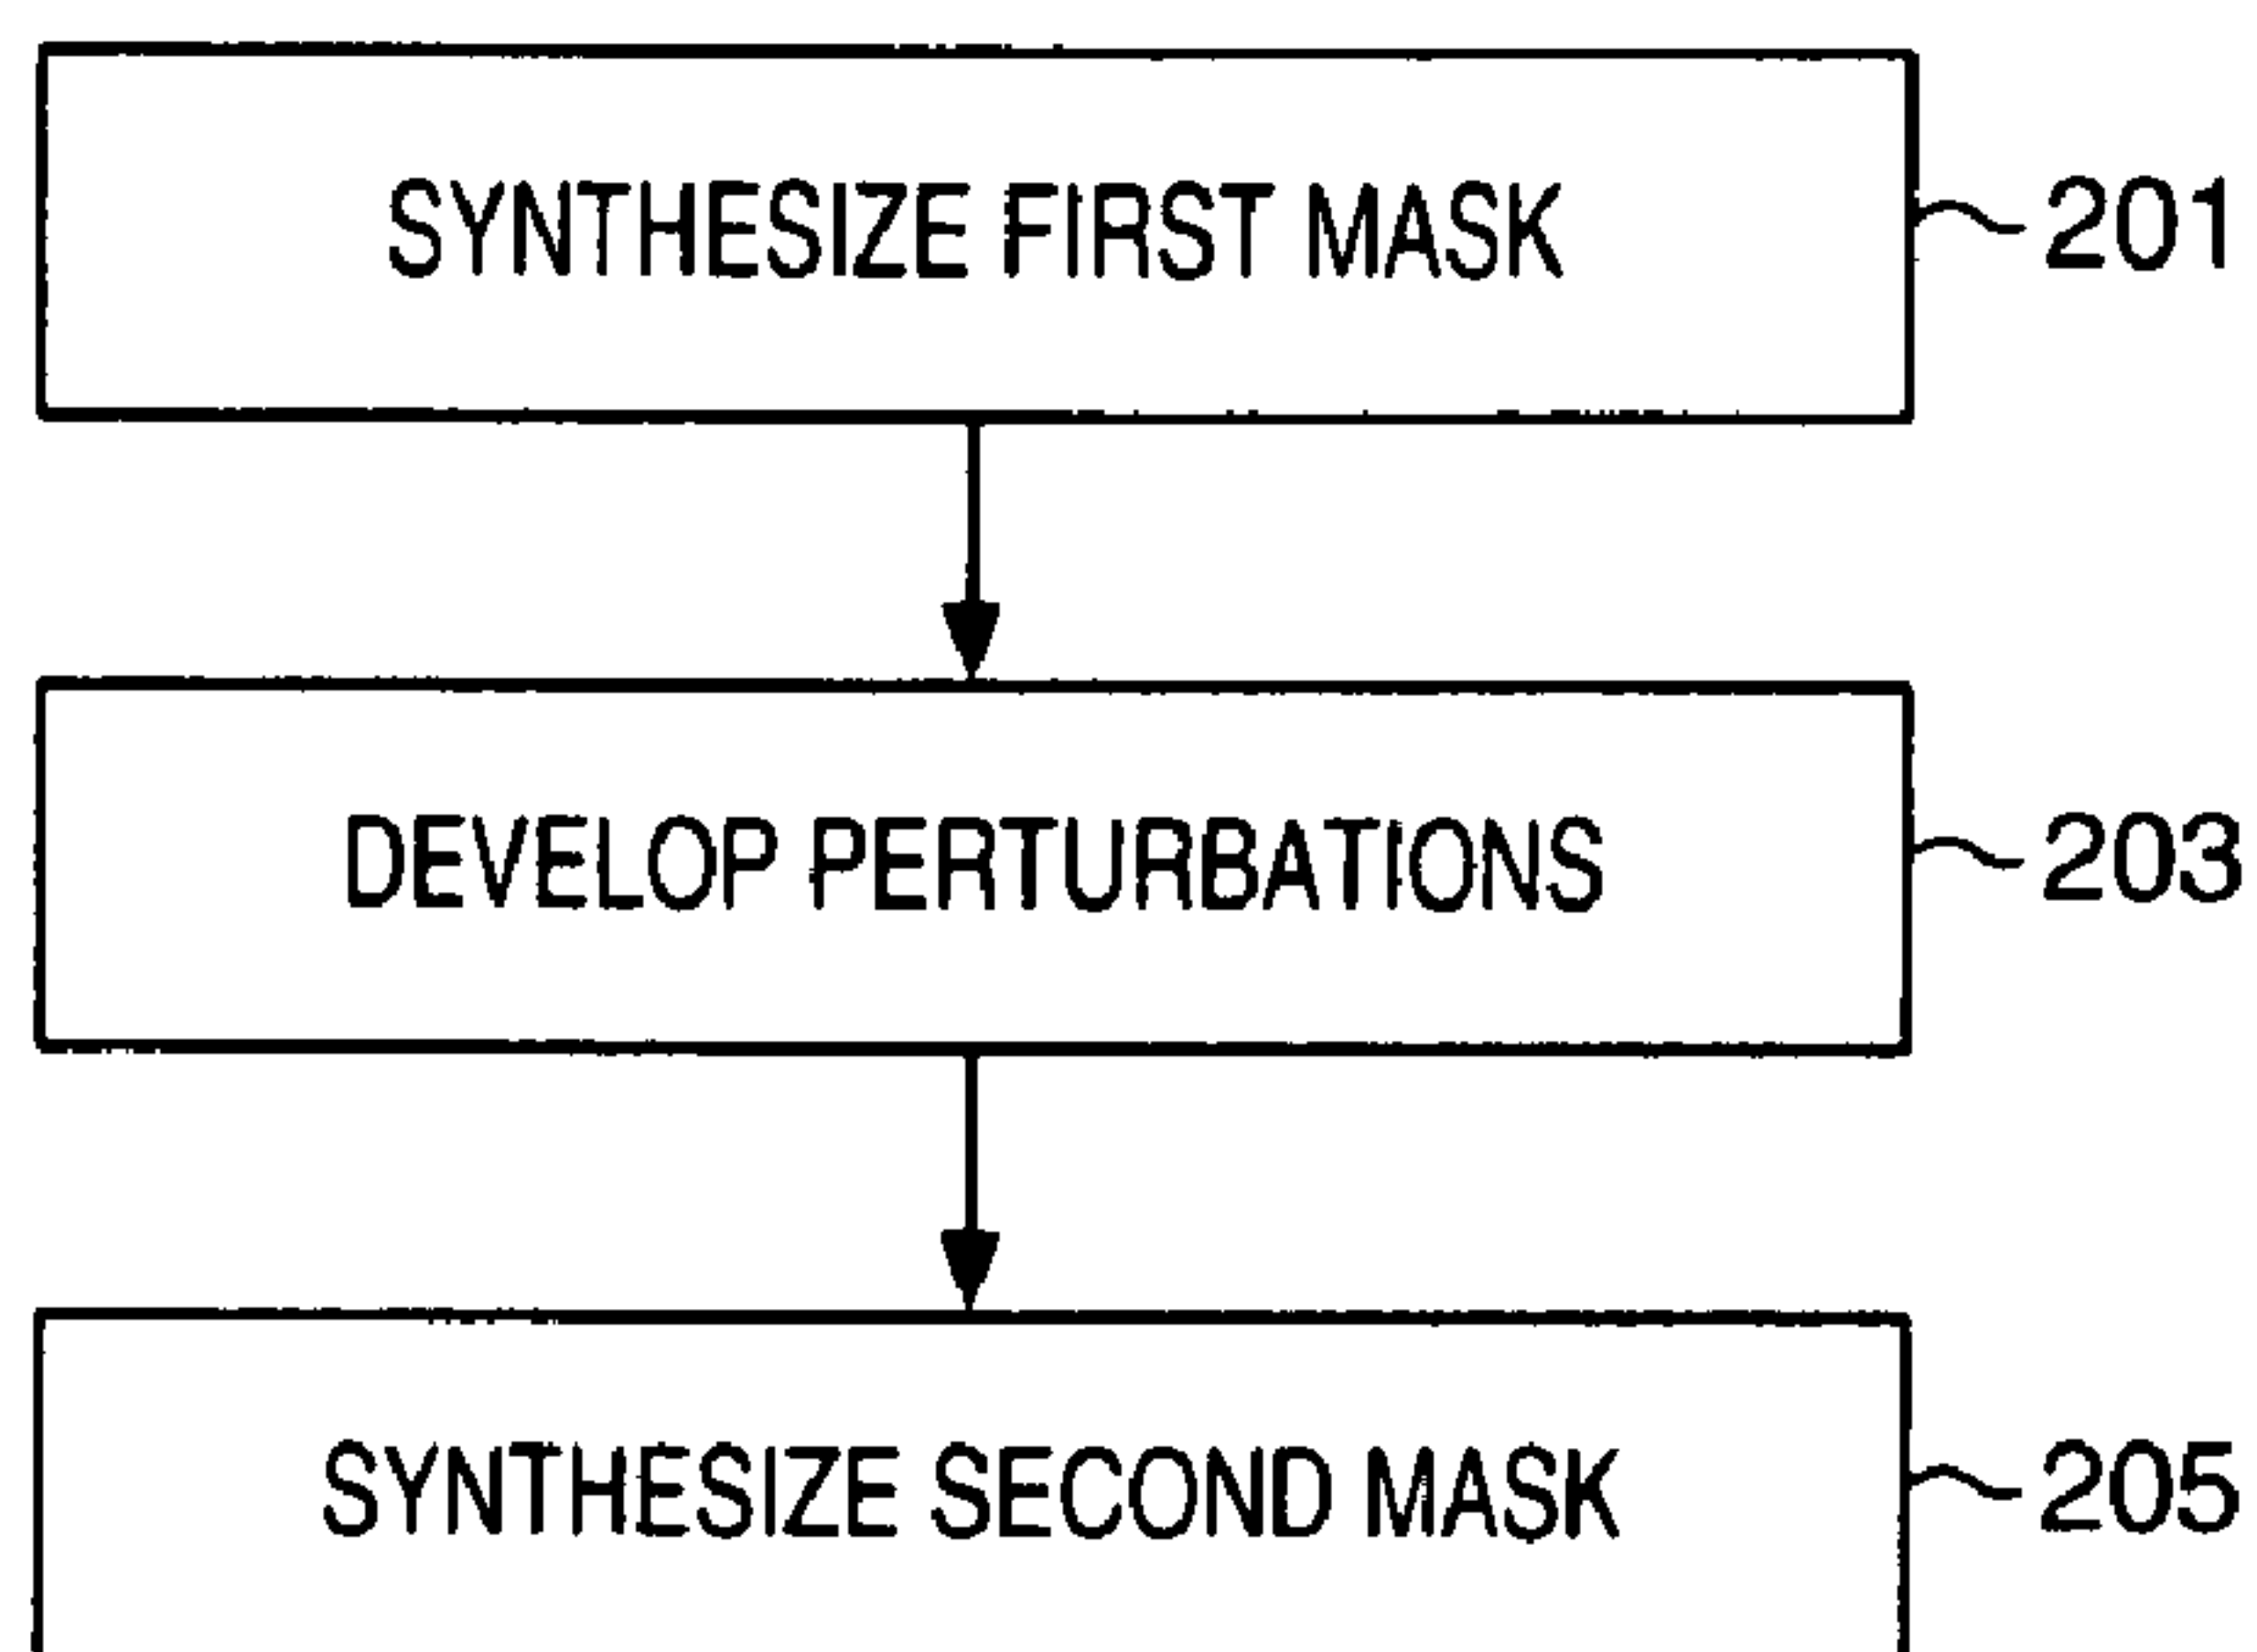 SYNTHESIZE FIRST MASK 201
DEVELOP PERTURBATIONS 203
SYNTHESIZE SECOND MASK 205